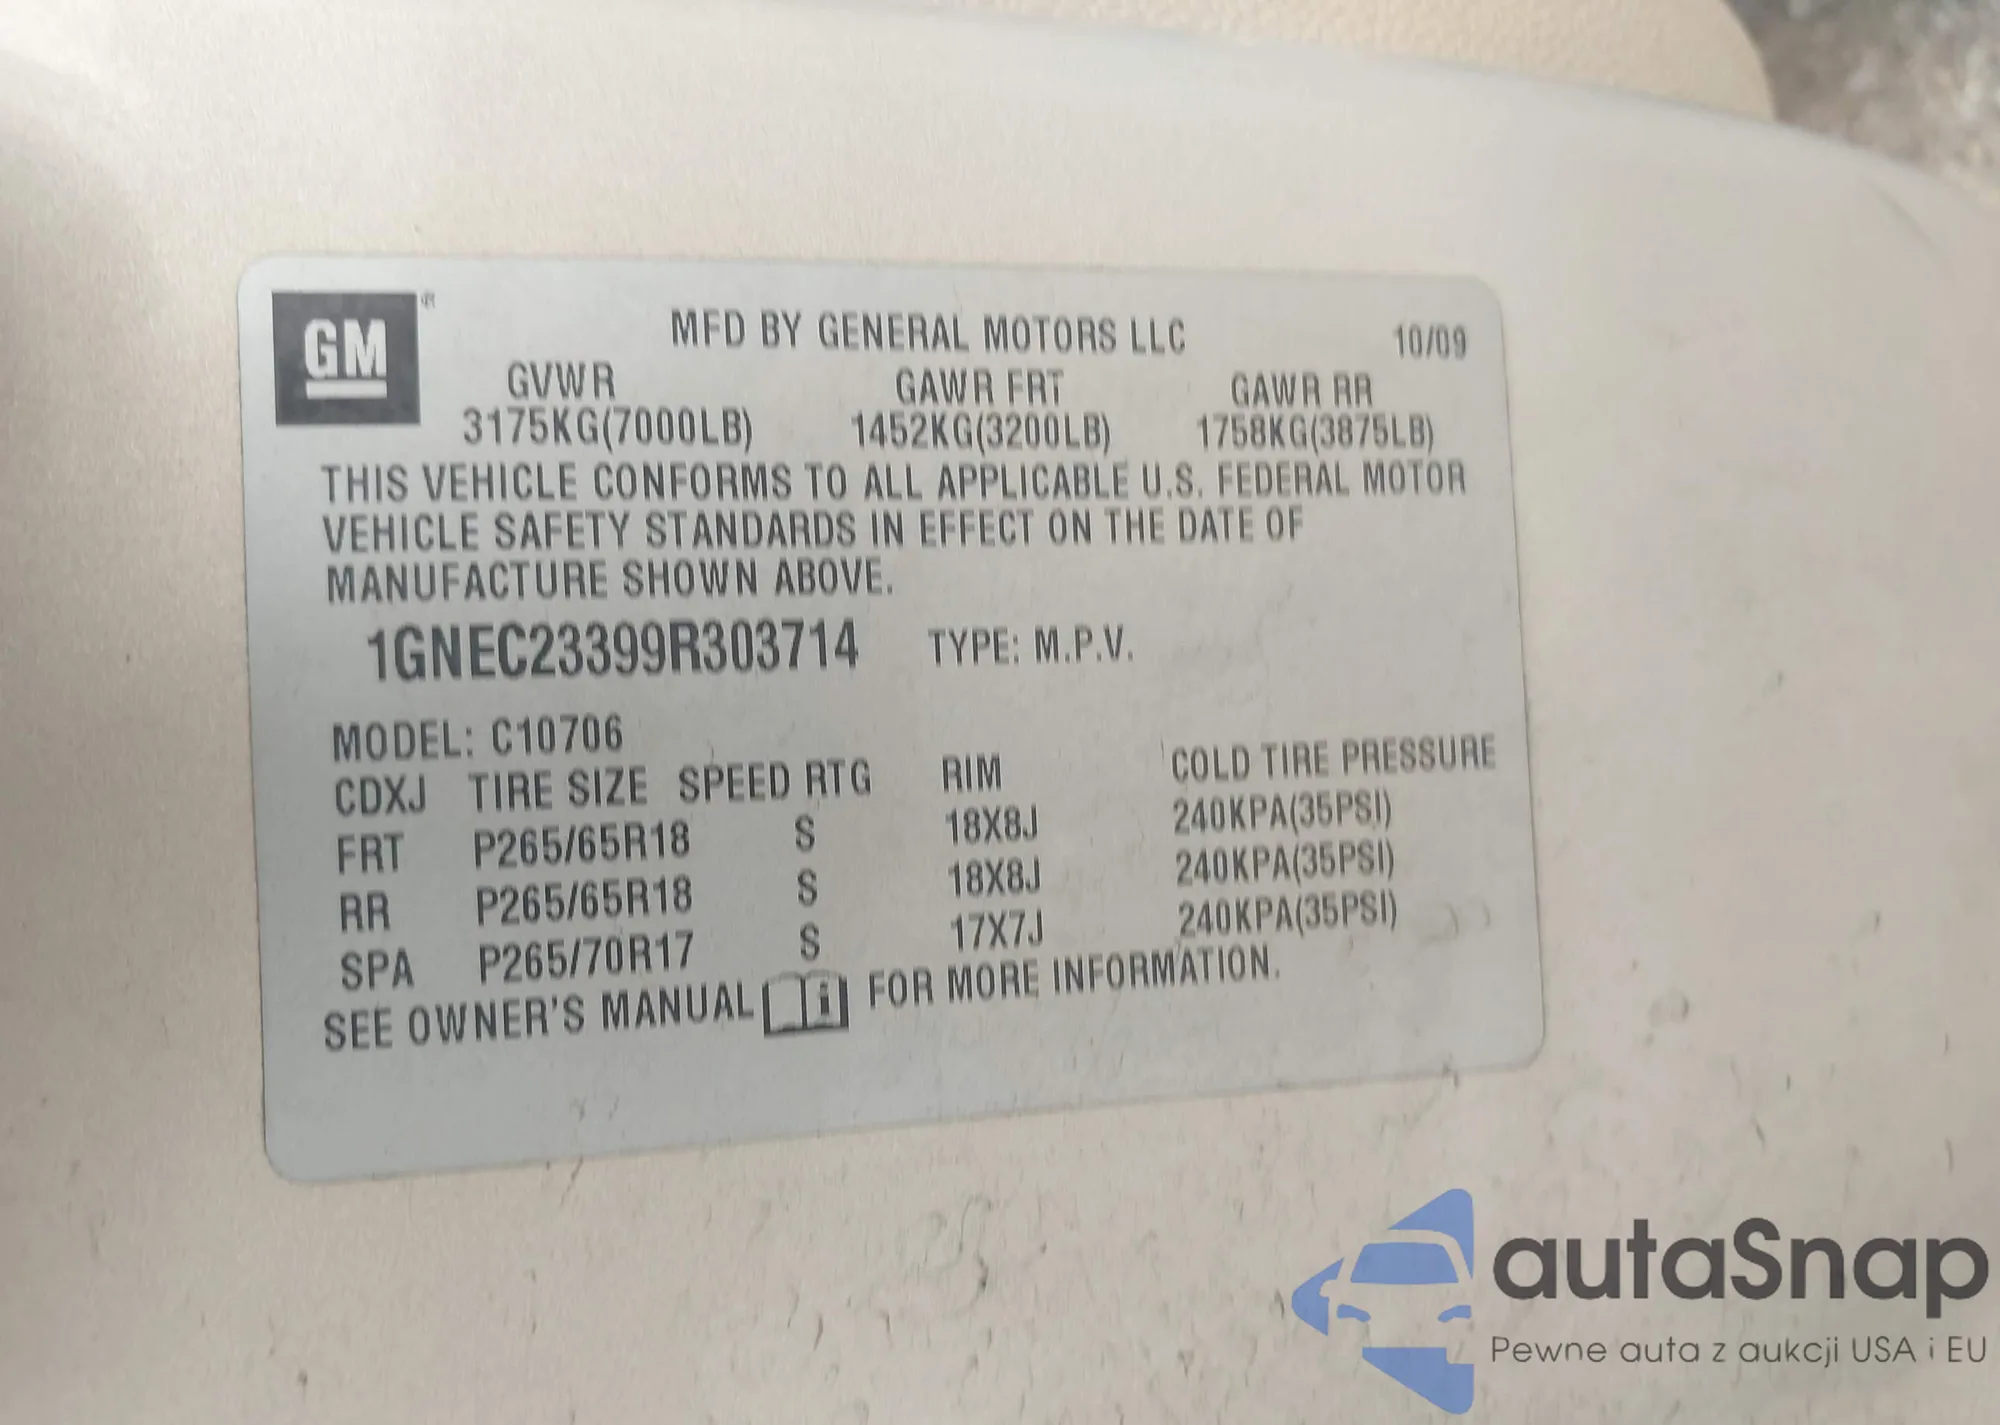 GM ®
MFD BY GENERAL MOTORS LLC 10/09
GVWR GAWR FRT GAWR RR
3175KG(7000LB) 1452KG(3200LB) 1758KG(3875LB)
THIS VEHICLE CONFORMS TO ALL APPLICABLE U.S. FEDERAL MOTOR
VEHICLE SAFETY STANDARDS IN EFFECT ON THE DATE OF
MANUFACTURE SHOWN ABOVE.
1GNEC23399R303714 TYPE: M.P.V.
MODEL: C10706
CDXJ TIRE SIZE SPEED RTG RIM COLD TIRE PRESSURE
FRT P265/65R18 S 18X8J 240KPA(35PSI)
RR P265/65R18 S 18X8J 240KPA(35PSI)
SPA P265/70R17 S 17X7J 240KPA(35PSI)
SEE OWNER'S MANUAL i FOR MORE INFORMATION.
autaSnap
Pewne auta z aukcji USA i EU